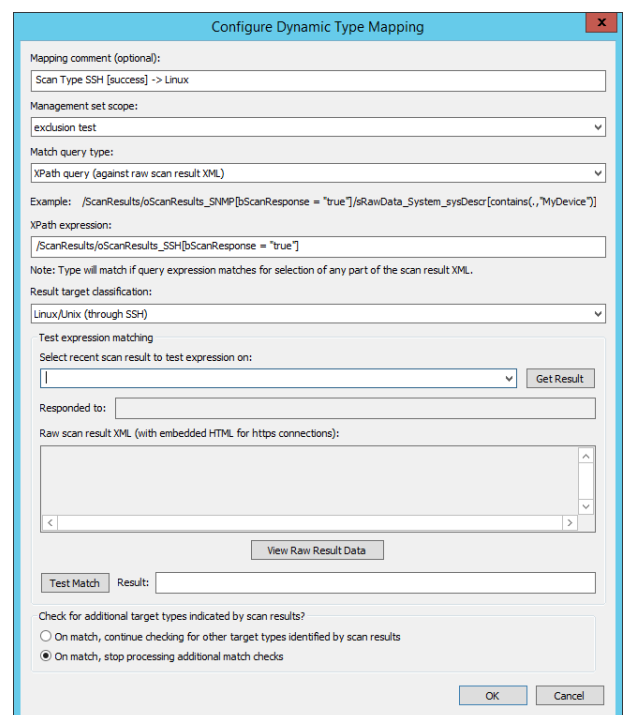 Configure Dynamic Type Mapping
x
Mapping comment (optional):
Scan Type SSH [success] -> Linux
Management set scope:
exclusion test
Match query type:
XPath query (against raw scan result XML)
Example: /ScanResults/oScanResults_SNMP[bScanResponse = "true"]/sRawData_System_sysDescr[contains(.,"MyDevice")]
XPath expression:
/ScanResults/oScanResults_SSH[bScanResponse = "true"]
Note: Type will match if query expression matches for selection of any part of the scan result XML.
Result target classification:
Linux/Unix (through SSH)
Test expression matching
Select recent scan result to test expression on:
Get Result
Responded to:
Raw scan result XML (with embedded HTML for https connections):
View Raw Result Data
Test Match Result:
Check for additional target types indicated by scan results?
On match, continue checking for other target types identified by scan results
On match, stop processing additional match checks
OK Cancel